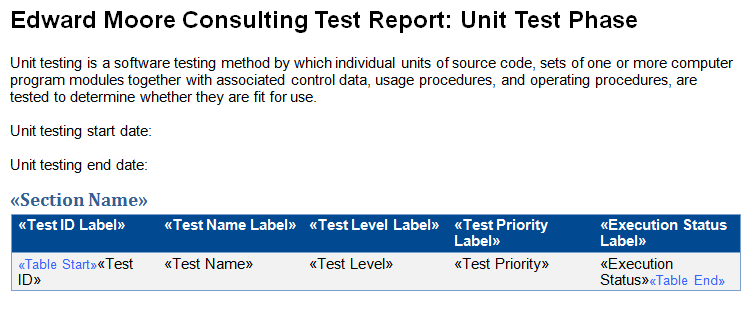 Edward Moore Consulting Test Report: Unit Test Phase
Unit testing is a software testing method by which individual units of source code, sets of one or more computer
program modules together with associated control data, usage procedures, and operating procedures, are
tested to determine whether they are fit for use.
Unit testing start date:
Unit testing end date:
«Section Name»
«Test ID Label» «Test Name Label» «Test Level Label» «Test Priority Label» «Execution Status Label»
«Table Start»«Test ID» «Test Name» «Test Level» «Test Priority» «Execution Status»«Table End»